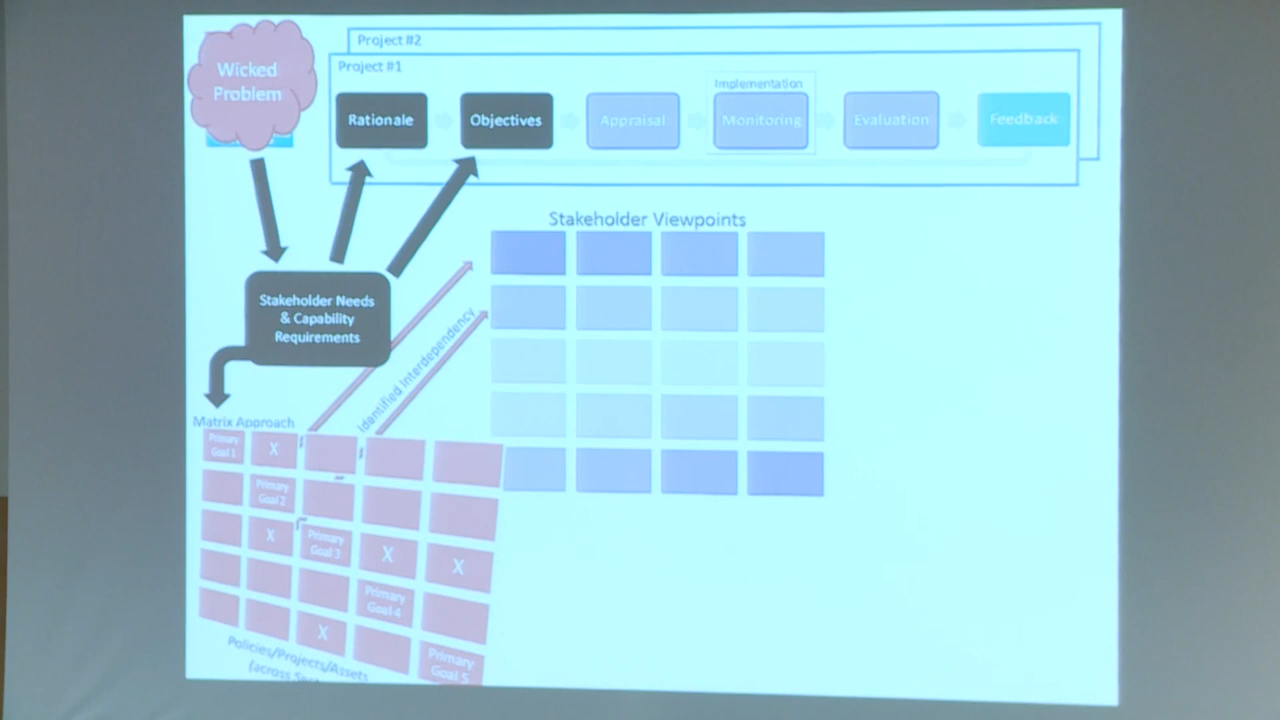 Project #2
Project #1
Wicked
Problem
Implementation
Rationale
Objectives
Appraisal
Monitoring
Evaluation
Feedback
Stakeholder Viewpoints
Stakeholder Needs
& Capability
Requirements
Identified Interdependency
Matrix Approach
Primary
Goal 1
X
Primary
Goal 2
X
Primary
Goal 3
X
X
Primary
Goal 4
X
Primary
Goal 5
Policies/Projects/Assets
(across